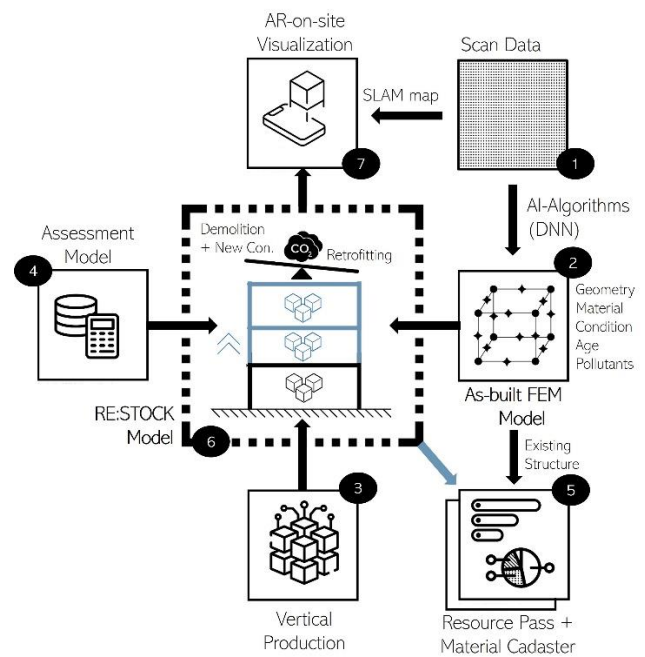 AR-on-site
Visualization
Scan Data
SLAM map
7
1
AI-Algorithms
(DNN)
Assessment
Model
4
Demolition
+ New Con.
CO2
Retrofitting
2
Geometry
Material
Condition
Age
Pollutants
As-built FEM
Model
RE:STOCK
Model
6
Existing
Structure
3
5
Vertical
Production
Resource Pass +
Material Cadaster